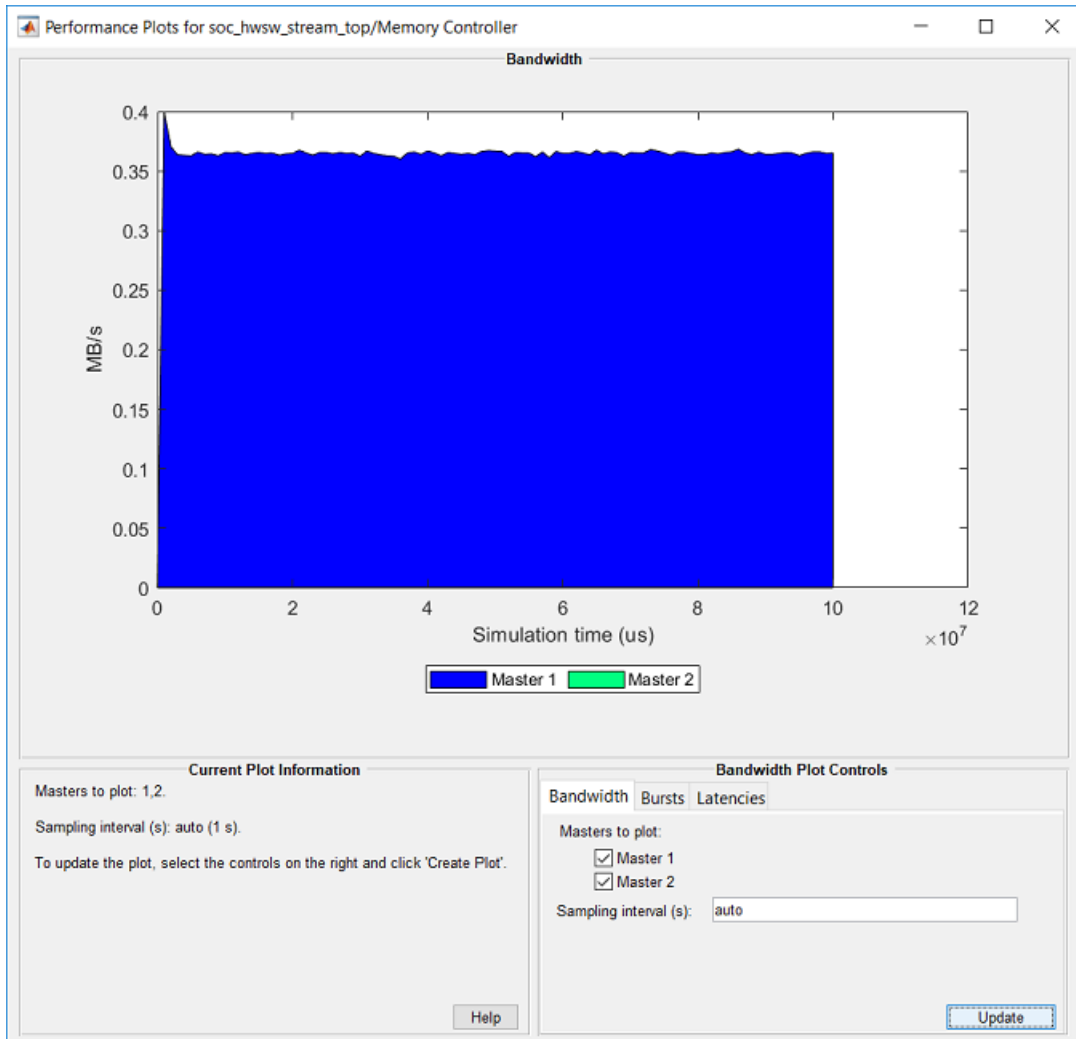 Performance Plots for soc_hwsw_stream_top/Memory Controller
Bandwidth
0.4
0.35
0.3
0.25
0.2
0.15
0.1
0.05
0
MB/s
0 2 4 6 8 10 12
Simulation time (us)
×10^7
Master 1 Master 2
Current Plot Information
Masters to plot: 1,2.
Sampling interval (s): auto (1 s).
To update the plot, select the controls on the right and click 'Create Plot'.
Help
Bandwidth Plot Controls
Bandwidth Bursts Latencies
Masters to plot:
Master 1
Master 2
Sampling interval (s): auto
Update